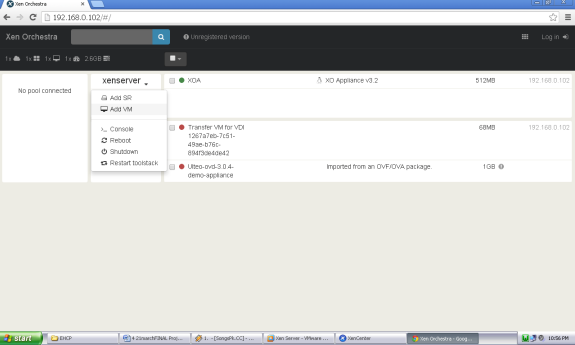 Xen Orchestra
192.168.0.102/#/
Xen Orchestra
Unregistered version
Log in
1x 1x 1x 1x 2.6GB
No pool connected
xenserver
Add SR
Add VM
Console
Reboot
Shutdown
Restart toolstack
XOA XO Appliance v3.2 512MB 192.168.0.102
Transfer VM for VDI 68MB 192.168.0.102
1267a7eb-7c51-
49ae-b76c-
894f3de4de42
Ulteo-ovd-3.0.4- Imported from an OVF/OVA package. 1GB
demo-appliance
start
EHCP
Xen Server - VMware ...
XenCenter
Xen Orchestra - Goog...
10:56 PM